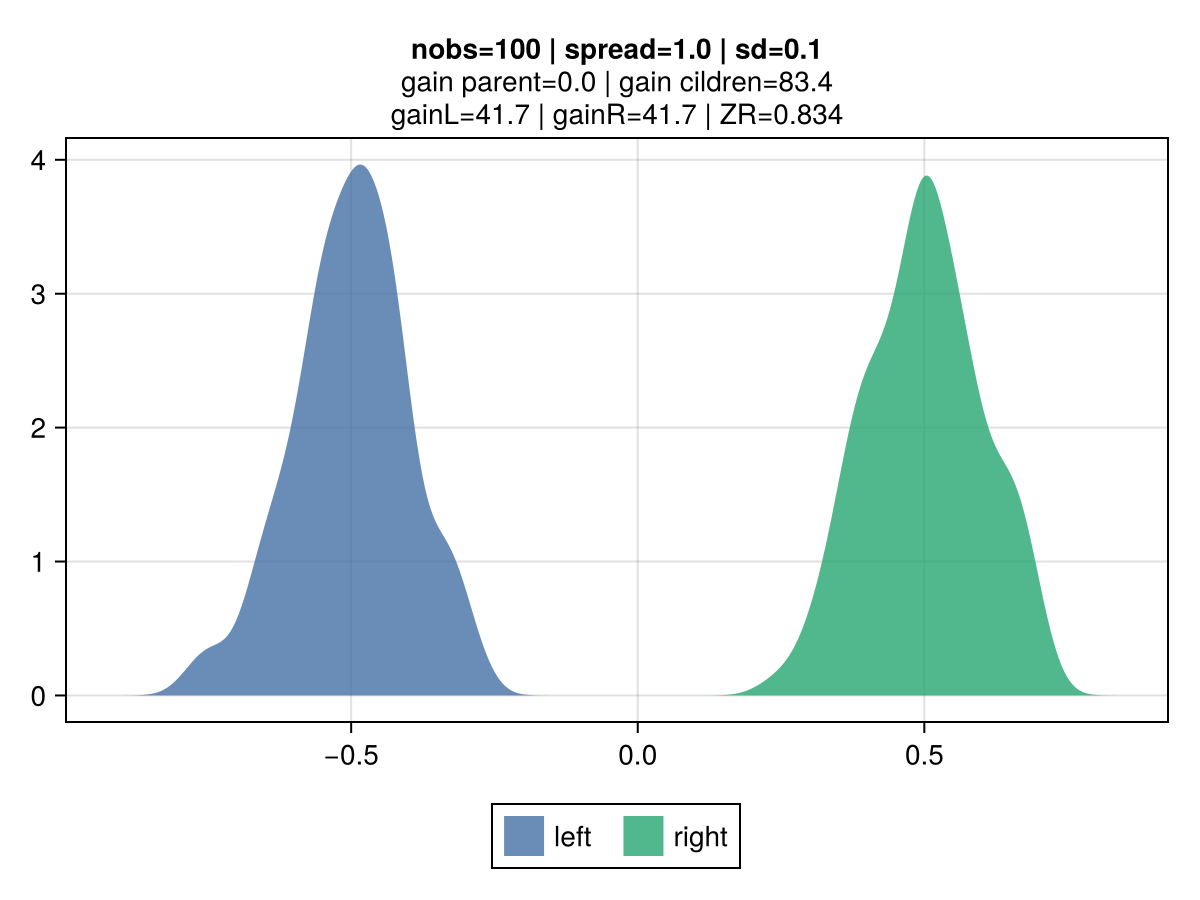 nobs=100 | spread=1.0 | sd=0.1
gain parent=0.0 | gain cildren=83.4
gainL=41.7 | gainR=41.7 | ZR=0.834
4
3
2
1
0
−0.5
0.0
0.5
left
right